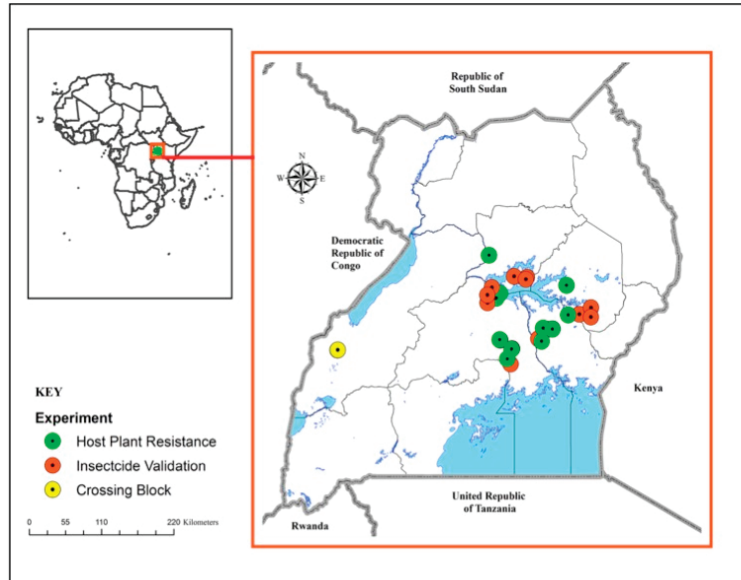 Republic of
South Sudan
N
W
E
S
Democratic
Republic of
Congo
Kenya
United Republic
of Tanzania
Rwanda
KEY
Experiment
Host Plant Resistance
Insectcide Validation
Crossing Block
0 55 110 220 Kilometers